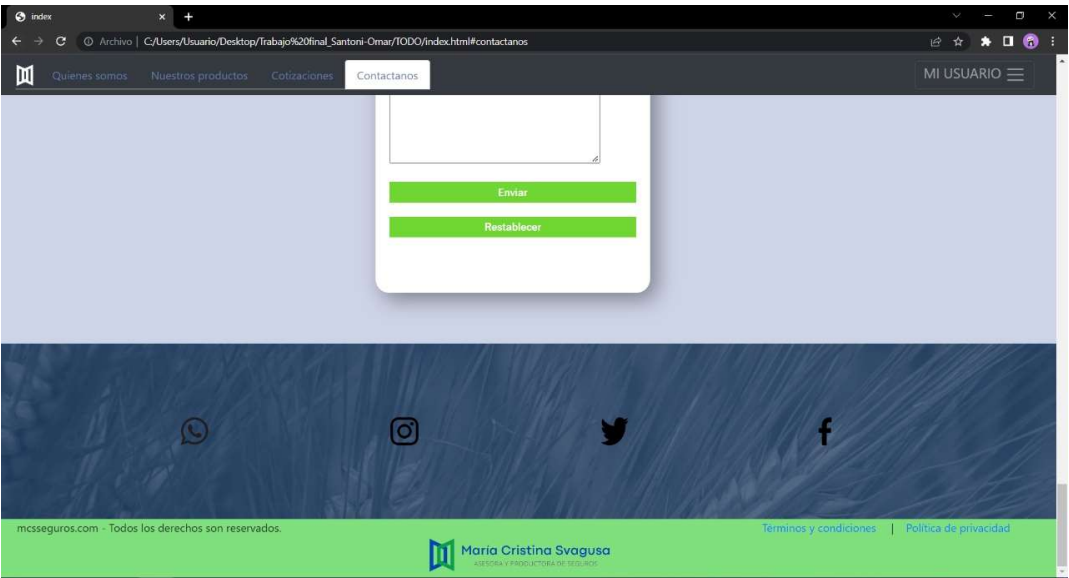 index
Archivo | C:/Users/Usuario/Desktop/Trabajo%20final_Santoni-Omar/TODO/index.html#contactanos
Quienes somos Nuestros productos Cotizaciones Contactanos MI USUARIO
Enviar
Restablecer
mcsseguros.com - Todos los derechos son reservados. Términos y condiciones | Política de privacidad
María Cristina Svagusa
ASESORA Y PRODUCTORA DE SEGUROS